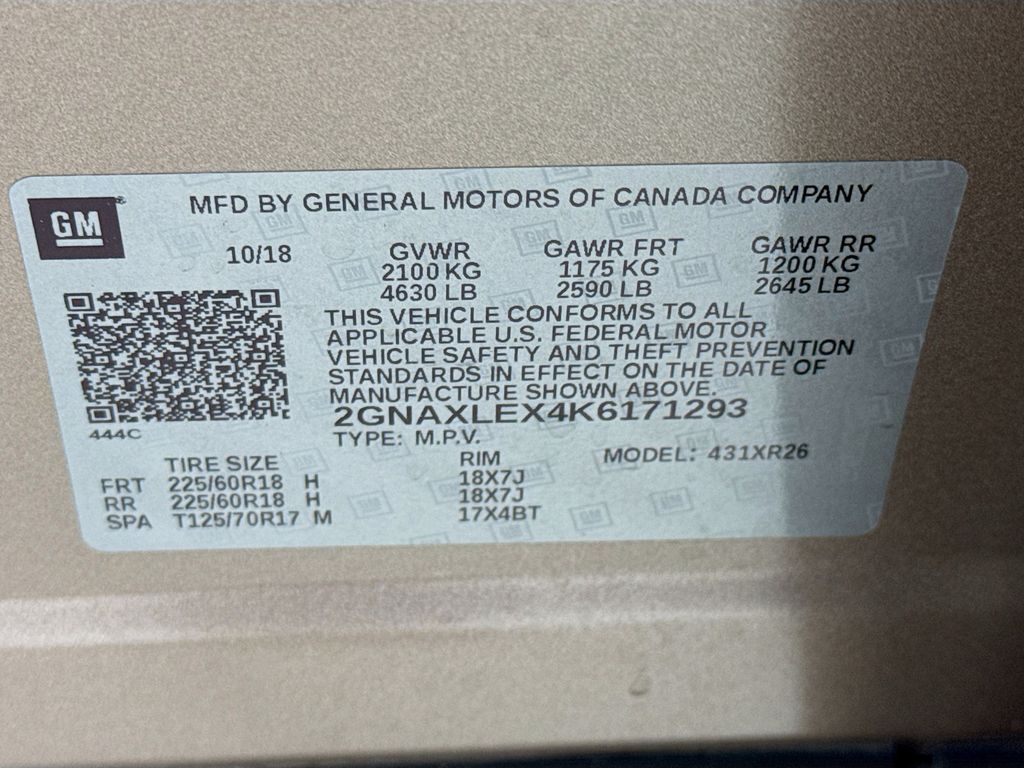 GM
MFD BY GENERAL MOTORS OF CANADA COMPANY
10/18 GVWR GAWR FRT GAWR RR
2100 KG 1175 KG 1200 KG
4630 LB 2590 LB 2645 LB
THIS VEHICLE CONFORMS TO ALL
APPLICABLE U.S. FEDERAL MOTOR
VEHICLE SAFETY AND THEFT PREVENTION
STANDARDS IN EFFECT ON THE DATE OF
MANUFACTURE SHOWN ABOVE.
2GNAXLEX4K6171293
444C
TYPE: M.P.V.
TIRE SIZE RIM MODEL: 431XR26
FRT 225/60R18 H 18X7J
RR 225/60R18 H 18X7J
SPA T125/70R17 M 17X4BT